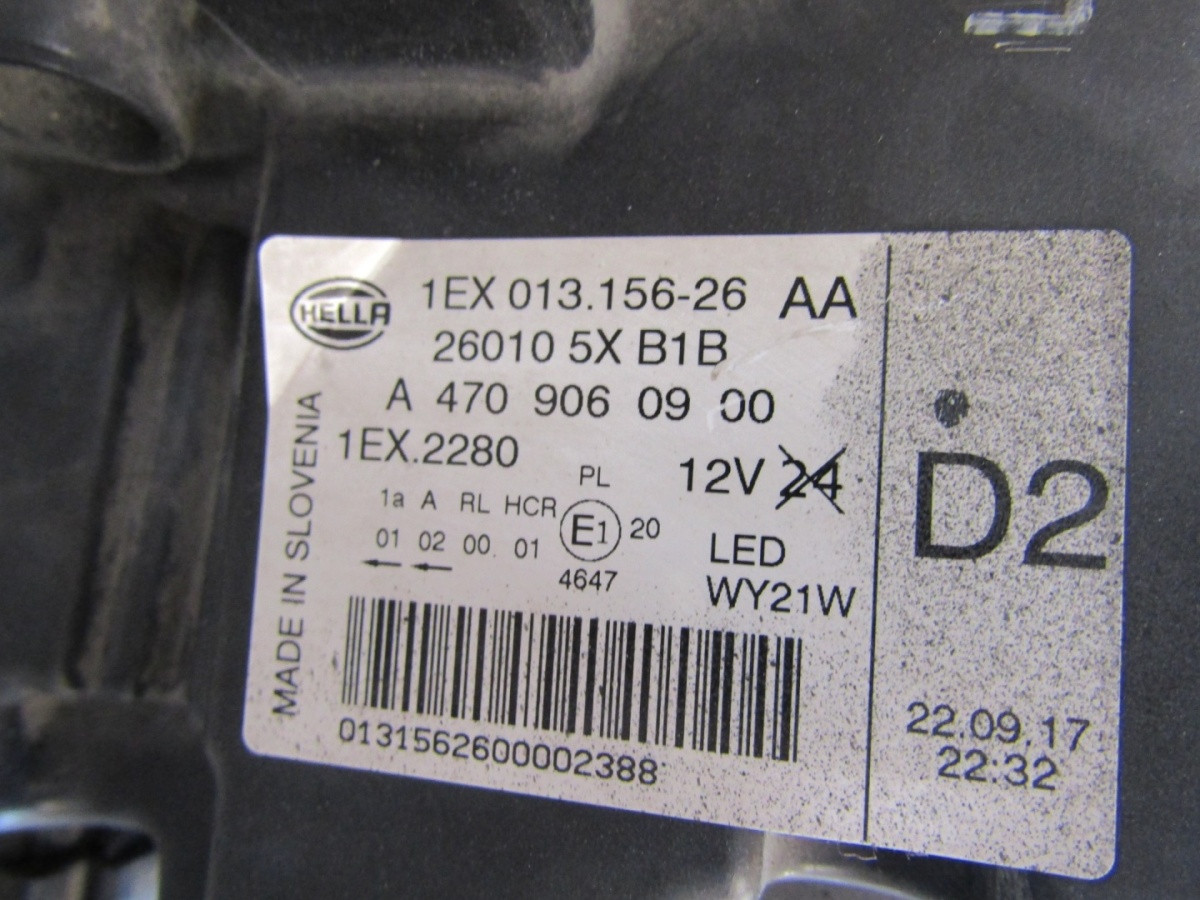 HELLA
1EX 013.156-26 AA
26010 5X B1B
A 470 906 09 00
1EX.2280
12V 24
PL
1a A RL HCR E1 20
01 02 00 01
← ←
4647
LED
WY21W
MADE IN SLOVENIA
01315626000002388
D2
22.09.17
22:32